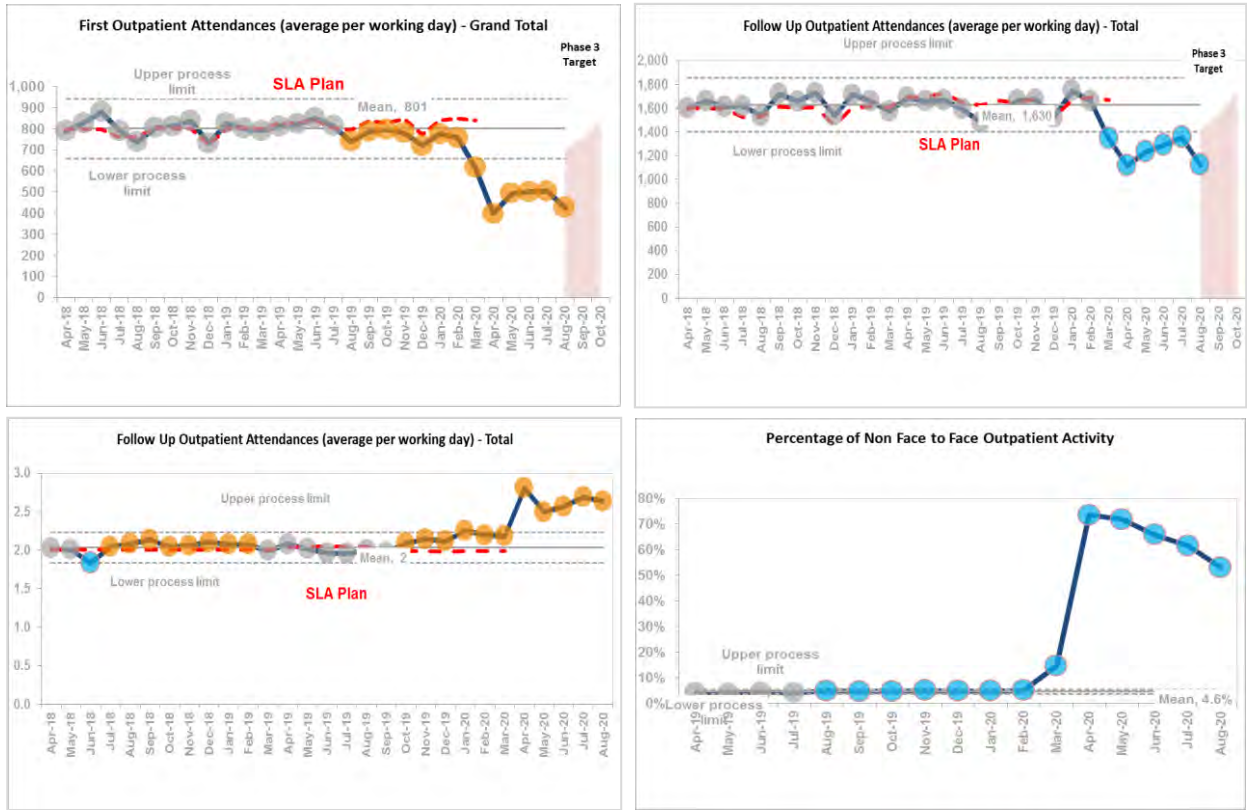 First Outpatient Attendances (average per working day) - Grand Total
Phase 3
Target
Upper process
limit
SLA Plan
Mean, 801
Lower process
limit
1,000
900
800
700
600
500
400
300
200
100
0
Apr-18
May-18
Jun-18
Jul-18
Aug-18
Sep-18
Oct-18
Nov-18
Dec-18
Jan-19
Feb-19
Mar-19
Apr-19
May-19
Jun-19
Jul-19
Aug-19
Sep-19
Oct-19
Nov-19
Dec-19
Jan-20
Feb-20
Mar-20
Apr-20
May-20
Jun-20
Jul-20
Aug-20
Sep-20
Oct-20
Follow Up Outpatient Attendances (average per working day) - Total
Upper process limit
Phase 3
Target
Mean, 1,630
Lower process limit
SLA Plan
2,000
1,800
1,600
1,400
1,200
1,000
800
600
400
200
0
Apr-18
May-18
Jun-18
Jul-18
Aug-18
Sep-18
Oct-18
Nov-18
Dec-18
Jan-19
Feb-19
Mar-19
Apr-19
May-19
Jun-19
Jul-19
Aug-19
Sep-19
Oct-19
Nov-19
Dec-19
Jan-20
Feb-20
Mar-20
Apr-20
May-20
Jun-20
Jul-20
Aug-20
Sep-20
Oct-20
Follow Up Outpatient Attendances (average per working day) - Total
Upper process limit
Mean, 2
Lower process limit
SLA Plan
3.0
2.5
2.0
1.5
1.0
0.5
0.0
Apr-18
May-18
Jun-18
Jul-18
Aug-18
Sep-18
Oct-18
Nov-18
Dec-18
Jan-19
Feb-19
Mar-19
Apr-19
May-19
Jun-19
Jul-19
Aug-19
Sep-19
Oct-19
Nov-19
Dec-19
Jan-20
Feb-20
Mar-20
Apr-20
May-20
Jun-20
Jul-20
Aug-20
Percentage of Non Face to Face Outpatient Activity
80%
70%
60%
50%
40%
30%
20%
10%
0%
Upper process
limit
Lower process
limit
Mean, 4.6%
Apr-19
May-19
Jun-19
Jul-19
Aug-19
Sep-19
Oct-19
Nov-19
Dec-19
Jan-20
Feb-20
Mar-20
Apr-20
May-20
Jun-20
Jul-20
Aug-20